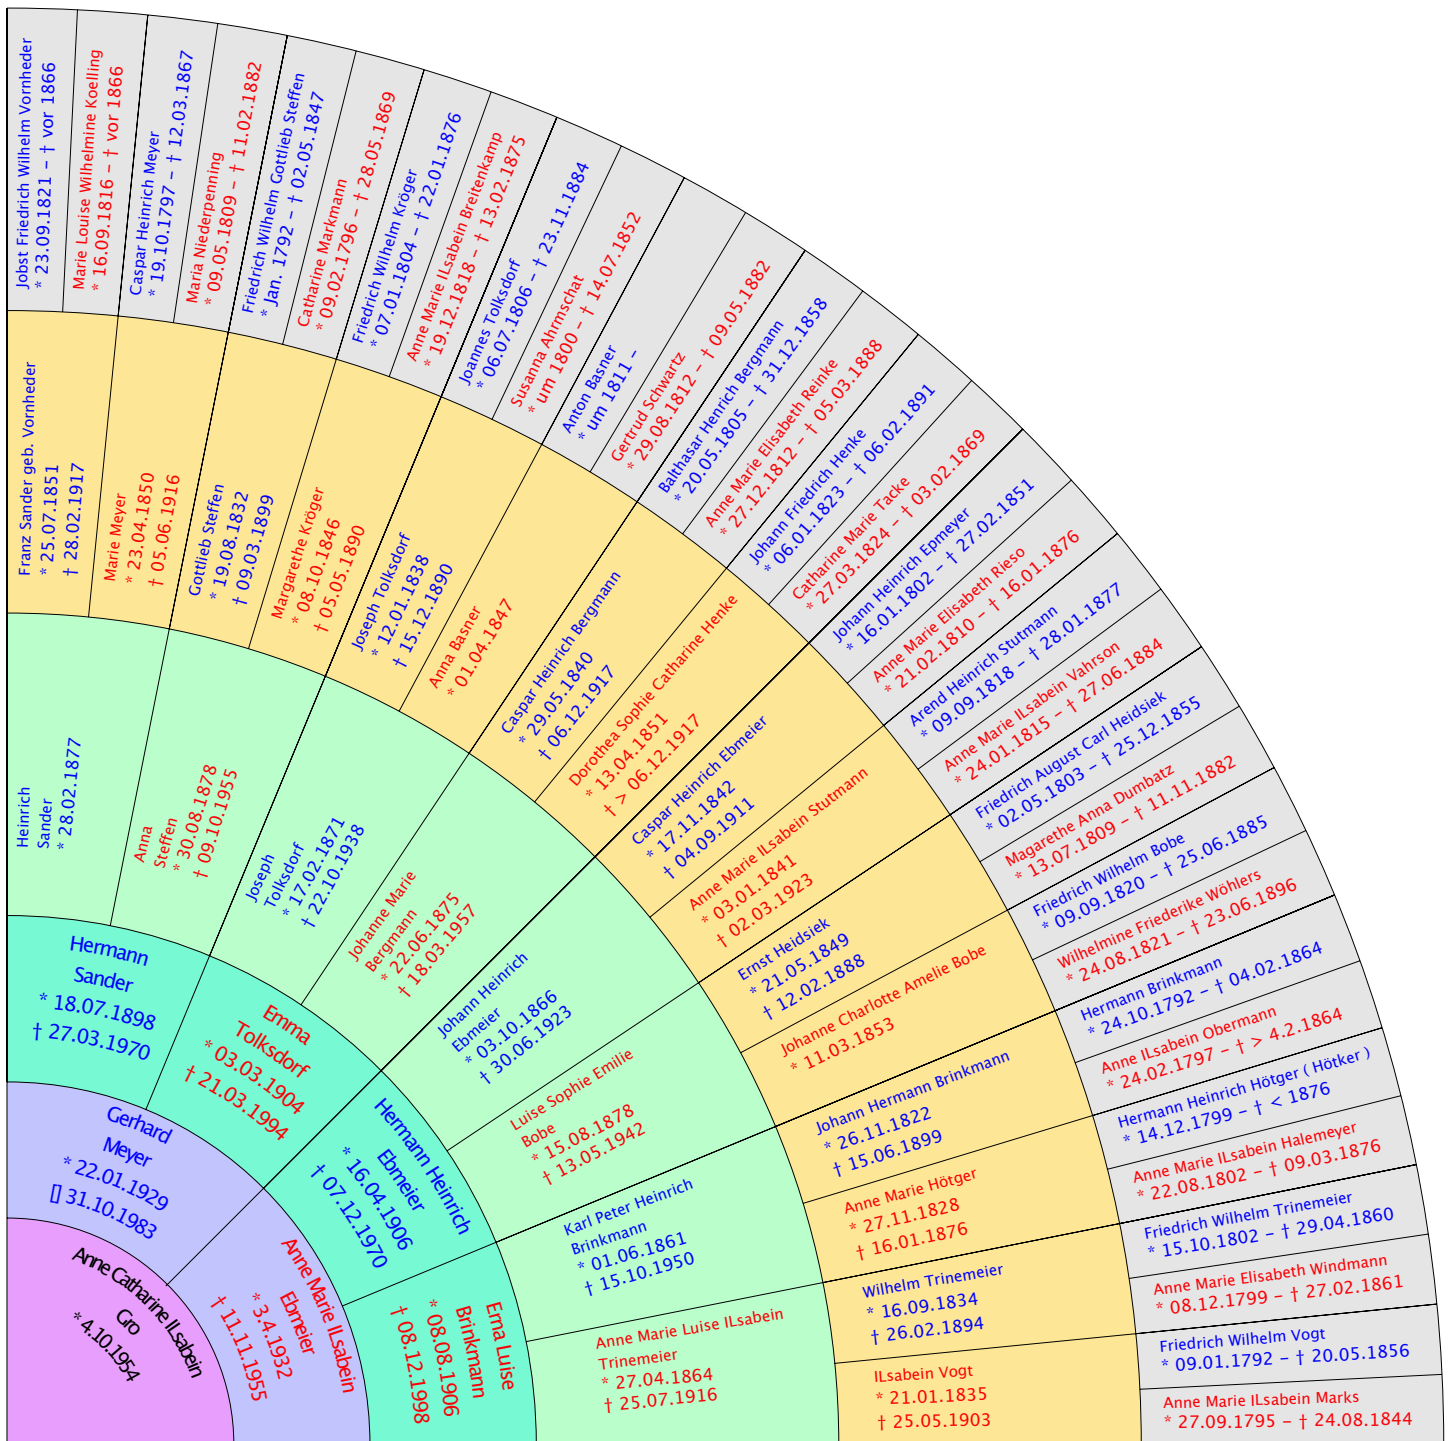 Jobst Friedrich Wilhelm Vornheder
* 23.09.1821 – † vor 1866
Marie Louise Wilhelmine Koelling
* 16.09.1816 – † vor 1866
Caspar Heinrich Meyer
* 19.10.1797 – † 12.03.1867
Maria Niederpenning
* 09.05.1809 – † 11.02.1882
Friedrich Wilhelm Gottlieb Steffen
* Jan. 1792 – † 02.05.1847
Catharine Markmann
* 09.02.1796 – † 28.05.1869
Friedrich Wilhelm Kröger
* 07.01.1804 – † 22.01.1876
Anne Marie ILsabein Breitenkamp
* 19.12.1818 – † 13.02.1875
Joannes Tolksdorf
* 06.07.1806 – † 23.11.1884
Susanna Ahrmschat
* um 1800 – † 14.07.1852
Anton Basner
* um 1811 –
Gertrud Schwartz
* 29.08.1812 – † 09.05.1882
Balthasar Henrich Bergmann
* 20.05.1805 – † 31.12.1858
Anne Marie Elisabeth Reinke
* 27.12.1812 – † 05.03.1888
Johann Friedrich Henke
* 06.01.1823 – † 06.02.1891
Catharine Marie Tacke
* 27.03.1824 – † 03.02.1869
Johann Heinrich Epmeyer
* 16.01.1802 – † 27.02.1851
Anne Marie Elisabeth Rieso
* 21.02.1810 – † 16.01.1876
Arend Heinrich Stutmann
* 09.09.1818 – † 28.01.1877
Anne Marie ILsabein Vahrson
* 24.01.1815 – † 27.06.1884
Friedrich August Carl Heidsiek
* 02.05.1803 – † 25.12.1855
Magarethe Anna Dumbatz
* 13.07.1809 – † 11.11.1882
Friedrich Wilhelm Bobe
* 09.09.1820 – † 25.06.1885
Wilhelmine Friederike Wöhlers
* 24.08.1821 – † 23.06.1896
Hermann Brinkmann
* 24.10.1792 – † 04.02.1864
Anne ILsabein Obermann
* 24.02.1797 – † > 4.2.1864
Hermann Heinrich Hötger ( Hötker )
* 14.12.1799 – † < 1876
Anne Marie ILsabein Halemeyer
* 22.08.1802 – † 09.03.1876
Friedrich Wilhelm Trinemeier
* 15.10.1802 – † 29.04.1860
Anne Marie Elisabeth Windmann
* 08.12.1799 – † 27.02.1861
Friedrich Wilhelm Vogt
* 09.01.1792 – † 20.05.1856
Anne Marie ILsabein Marks
* 27.09.1795 – † 24.08.1844
Franz Sander geb. Vornheder
* 25.07.1851
† 28.02.1917
Marie Meyer
* 23.04.1850
† 05.06.1916
Gottlieb Steffen
* 19.08.1832
† 09.03.1899
Margarethe Kröger
* 08.10.1846
† 05.05.1890
Joseph Tolksdorf
* 12.01.1838
† 15.12.1890
Anna Basner
* 01.04.1847
Caspar Heinrich Bergmann
* 29.05.1840
† 06.12.1917
Dorothea Sophie Catharine Henke
* 13.04.1851
† > 06.12.1917
Caspar Heinrich Ebmeier
* 17.11.1842
† 04.09.1911
Anne Marie ILsabein Stutmann
* 03.01.1841
† 02.03.1923
Ernst Heidsiek
* 21.05.1849
† 12.02.1888
Johanne Charlotte Amelie Bobe
* 11.03.1853
Johann Hermann Brinkmann
* 26.11.1822
† 15.06.1899
Anne Marie Hötger
* 27.11.1828
† 16.01.1876
Wilhelm Trinemeier
* 16.09.1834
† 26.02.1894
ILsabein Vogt
* 21.01.1835
† 25.05.1903
Heinrich
Sander
* 28.02.1877
Anna
Steffen
* 30.08.1878
† 09.10.1955
Joseph
Tolksdorf
* 17.02.1871
† 22.10.1938
Johanne Marie
Bergmann
* 22.06.1875
† 18.03.1957
Johann Heinrich
Ebmeier
* 03.10.1866
† 30.06.1923
Luise Sophie Emilie
Bobe
* 15.08.1878
† 13.05.1942
Karl Peter Heinrich
Brinkmann
* 01.06.1861
† 15.10.1950
Anne Marie Luise ILsabein
Trinemeier
* 27.04.1864
† 25.07.1916
Hermann
Sander
* 18.07.1898
† 27.03.1970
Emma
Tolksdorf
* 03.03.1904
† 21.03.1994
Hermann Heinrich
Ebmeier
* 16.04.1906
† 07.12.1970
Erna Luise
Brinkmann
* 08.08.1906
† 08.12.1998
Gerhard
Meyer
* 22.01.1929
[] 31.10.1983
Anne Marie ILsabein
Ebmeier
* 3.4.1932
† 11.11.1955
Anne Catharine ILsabein
Gro
* 4.10.1954